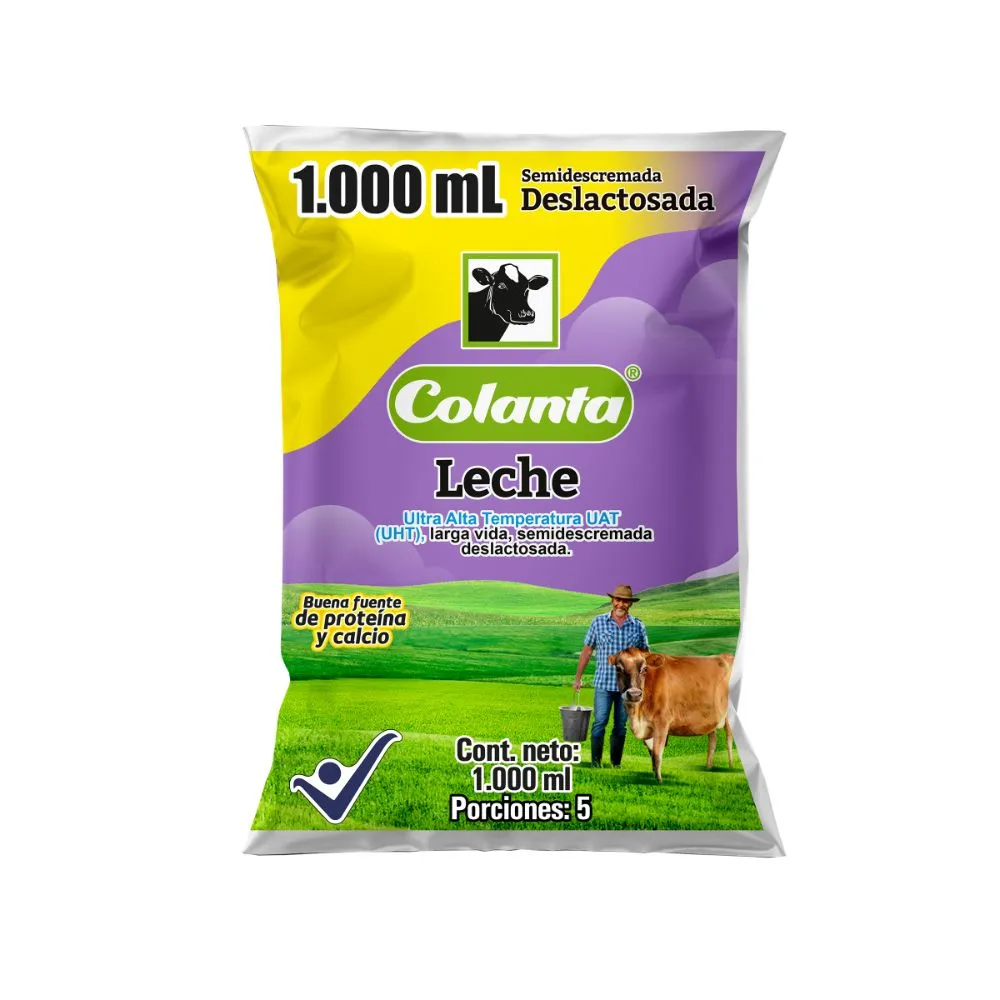 1.000 mL
Semidescremada
Deslactosada
Colanta®
Leche
Ultra Alta Temperatura UAT
(UHT), larga vida, semidescremada
deslactosada.
Buena fuente
de proteína
y calcio
Cont. neto:
1.000 ml
Porciones: 5